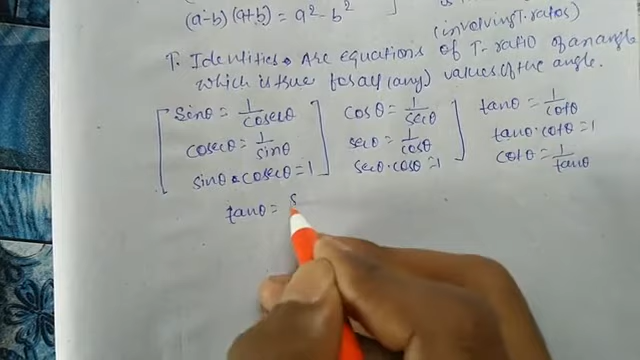 (a-b)(a+b) = a² - b² ]
(involving T. ratos)
T. Identities. Are equations of T- ratio of an angle
which is true for all (any) values of the angle.
[ sinθ = 1/cosecθ ] cosθ = 1/secθ ] tanθ = 1/cotθ
cosecθ = 1/sinθ secθ = 1/cosθ tanθ·cotθ = 1
sinθ • cosecθ = 1 secθ·cosθ = 1 cotθ = 1/tanθ
tanθ = s